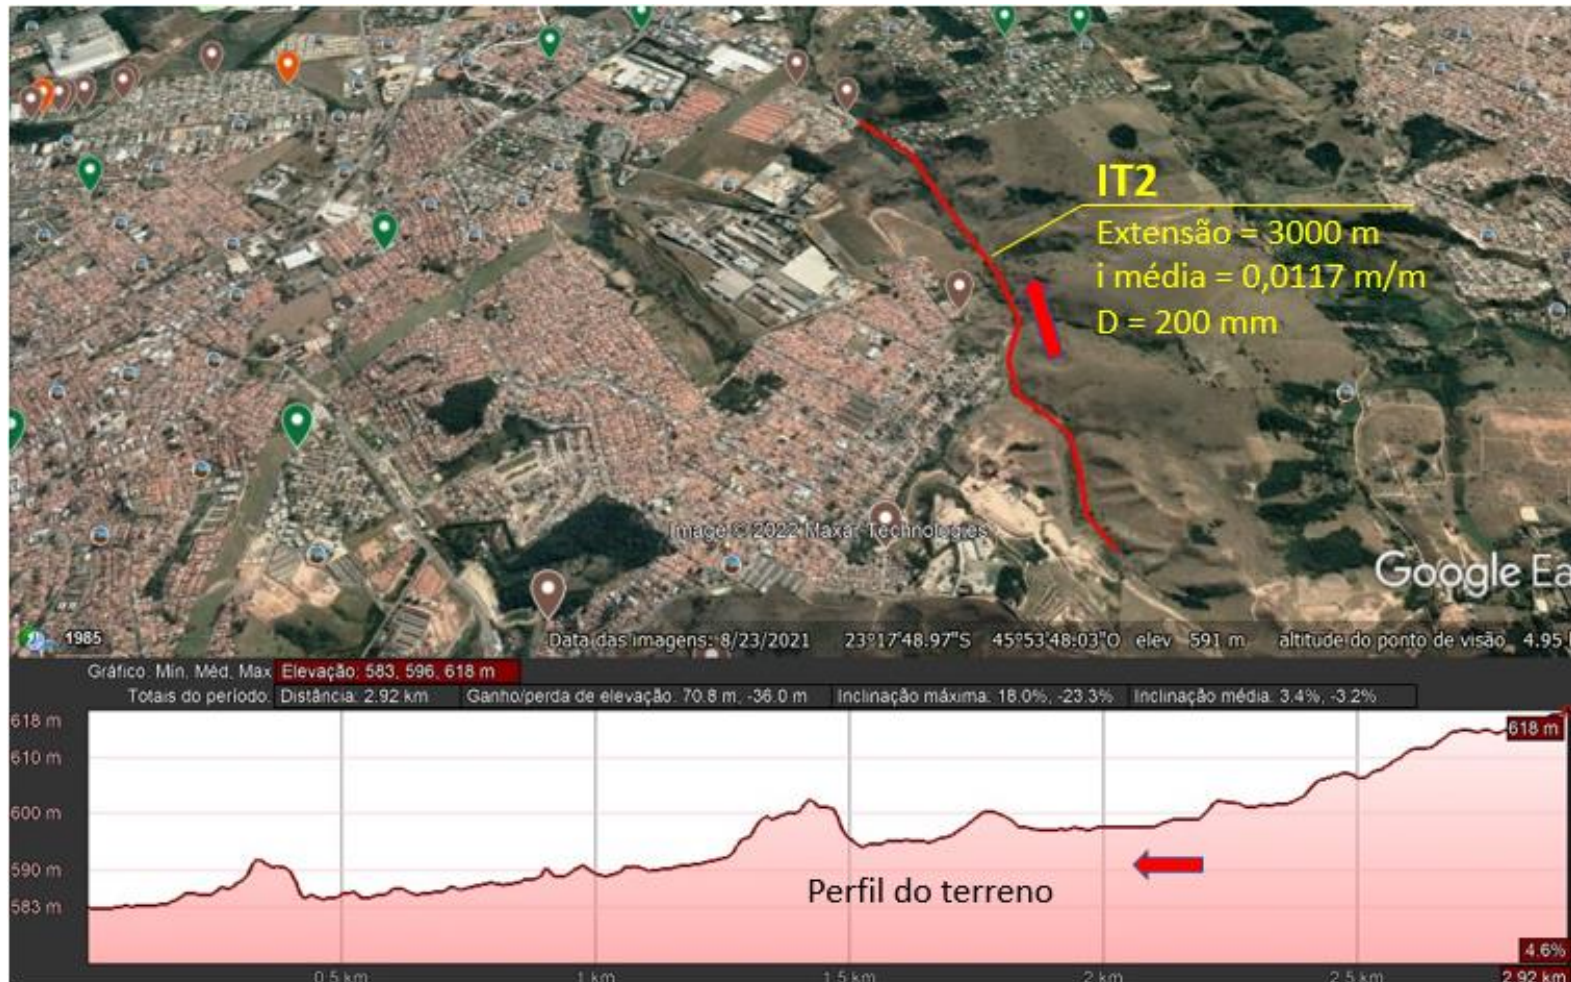 IT2
Extensão = 3000 m
i média = 0,0117 m/m
D = 200 mm
Image © 2022 Maxar Technologies
Google Ea
1985
Data das imagens: 8/23/2021 23°17'48.97"S 45°53'48.03"O elev 591 m altitude do ponto de visão 4.95
Gráfico: Mín, Méd, Máx Elevação: 583, 596, 618 m
Totais do período: Distância: 2.92 km Ganho/perda de elevação: 70.8 m, -36.0 m Inclinação máxima: 18.0%, -23.3% Inclinação média: 3.4%, -3.2%
618 m
618 m
610 m
600 m
590 m
Perfil do terreno
583 m
4.6%
0.5 km 1 km 1.5 km 2 km 2.5 km 2.92 km